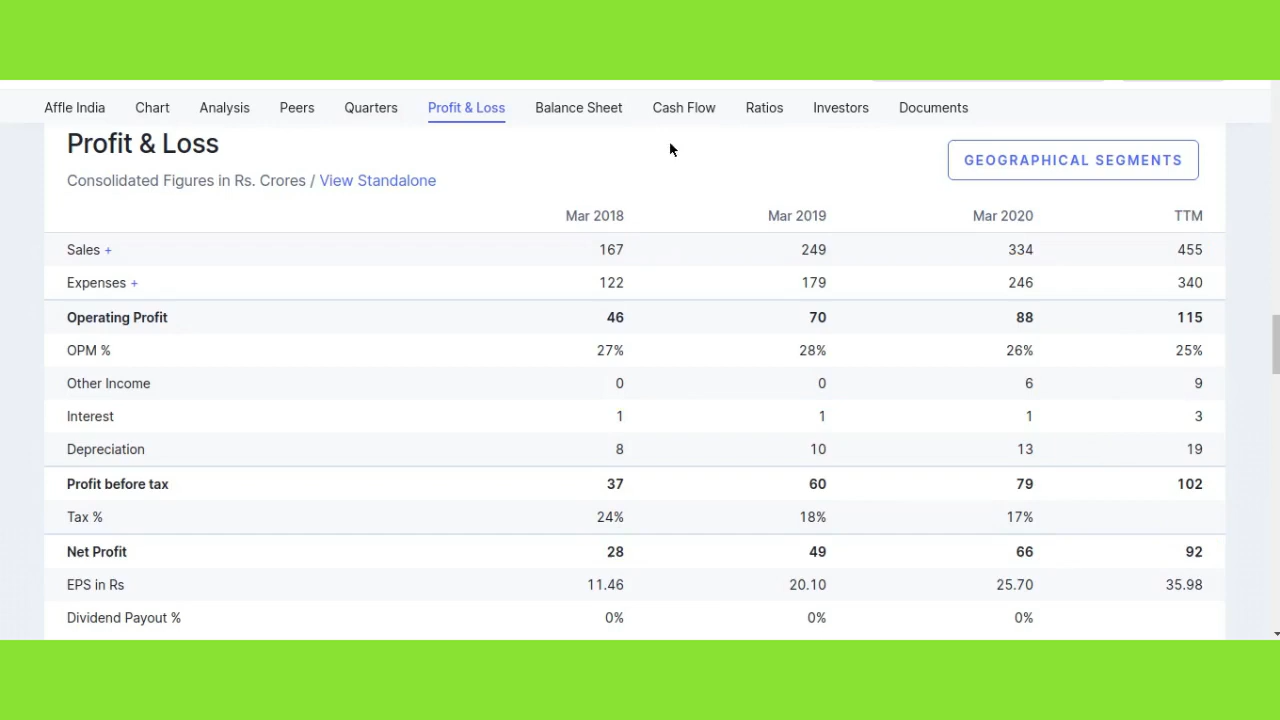 Affle India Chart Analysis Peers Quarters Profit & Loss Balance Sheet Cash Flow Ratios Investors Documents
Profit & Loss
GEOGRAPHICAL SEGMENTS
Consolidated Figures in Rs. Crores / View Standalone
Mar 2018 Mar 2019 Mar 2020 TTM
Sales + 167 249 334 455
Expenses + 122 179 246 340
Operating Profit 46 70 88 115
OPM % 27% 28% 26% 25%
Other Income 0 0 6 9
Interest 1 1 1 3
Depreciation 8 10 13 19
Profit before tax 37 60 79 102
Tax % 24% 18% 17%
Net Profit 28 49 66 92
EPS in Rs 11.46 20.10 25.70 35.98
Dividend Payout % 0% 0% 0%